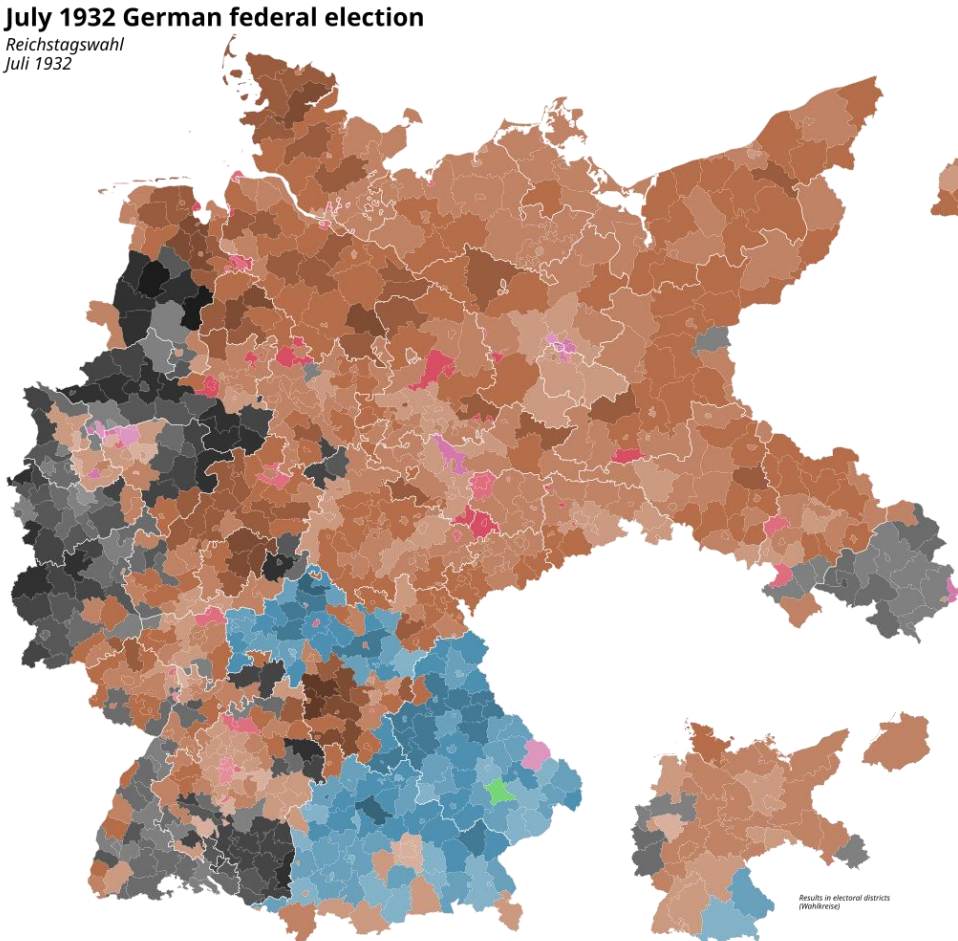 July 1932 German federal election
Reichstagswahl
Juli 1932
Results in electoral districts
(Wahlkreise)